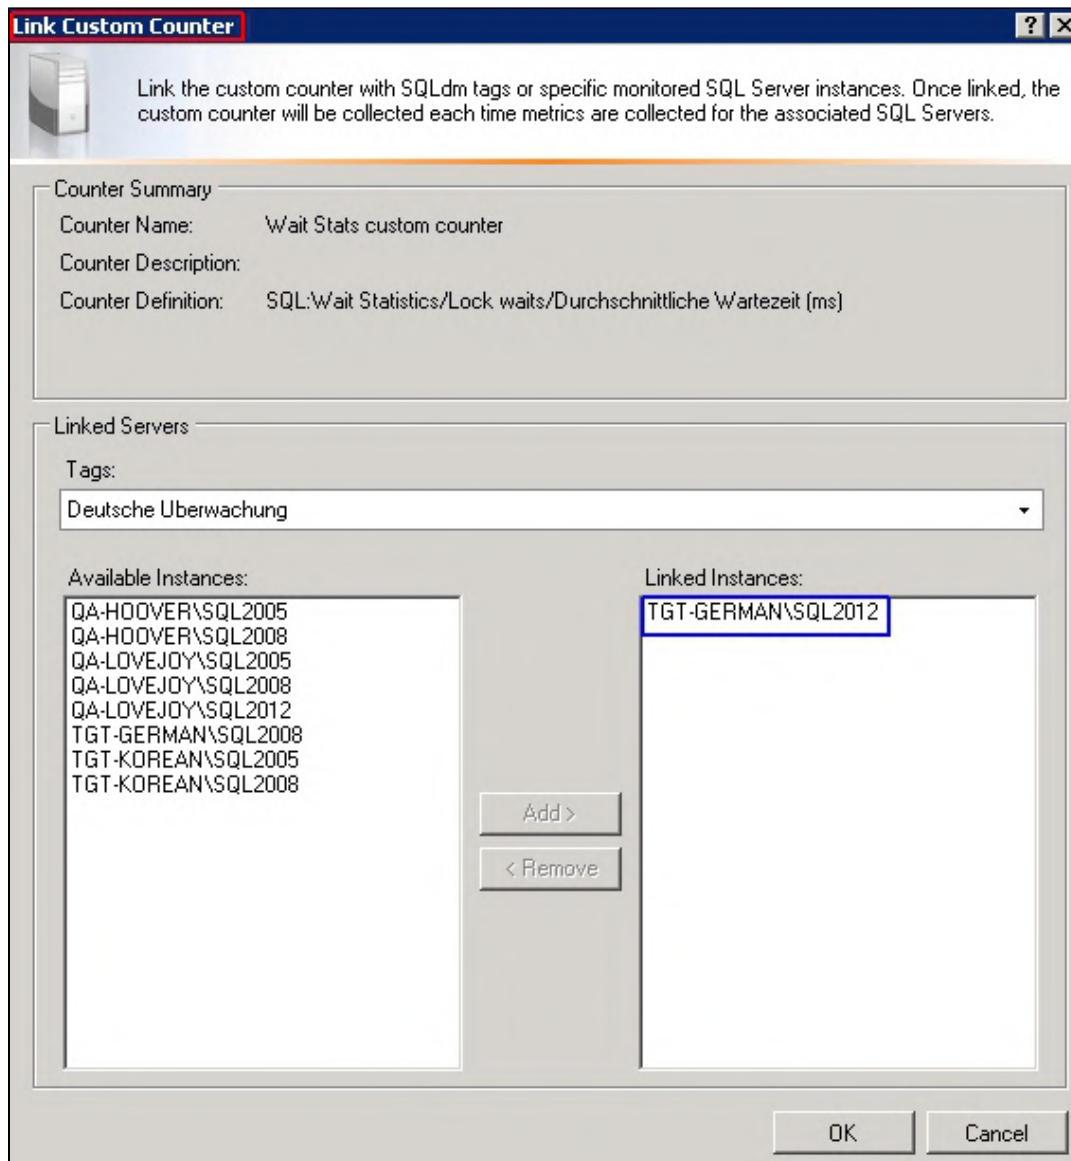 Link Custom Counter
Link the custom counter with SQLdm tags or specific monitored SQL Server instances. Once linked, the
custom counter will be collected each time metrics are collected for the associated SQL Servers.
Counter Summary
Counter Name: Wait Stats custom counter
Counter Description:
Counter Definition: SQL:Wait Statistics/Lock waits/Durchschnittliche Wartezeit (ms)
Linked Servers
Tags:
Deutsche Uberwachung
Available Instances:
QA-HOOVER\SQL2005
QA-HOOVER\SQL2008
QA-LOVEJOY\SQL2005
QA-LOVEJOY\SQL2008
QA-LOVEJOY\SQL2012
TGT-GERMAN\SQL2008
TGT-KOREAN\SQL2005
TGT-KOREAN\SQL2008
Add >
< Remove
Linked Instances:
TGT-GERMAN\SQL2012
OK
Cancel